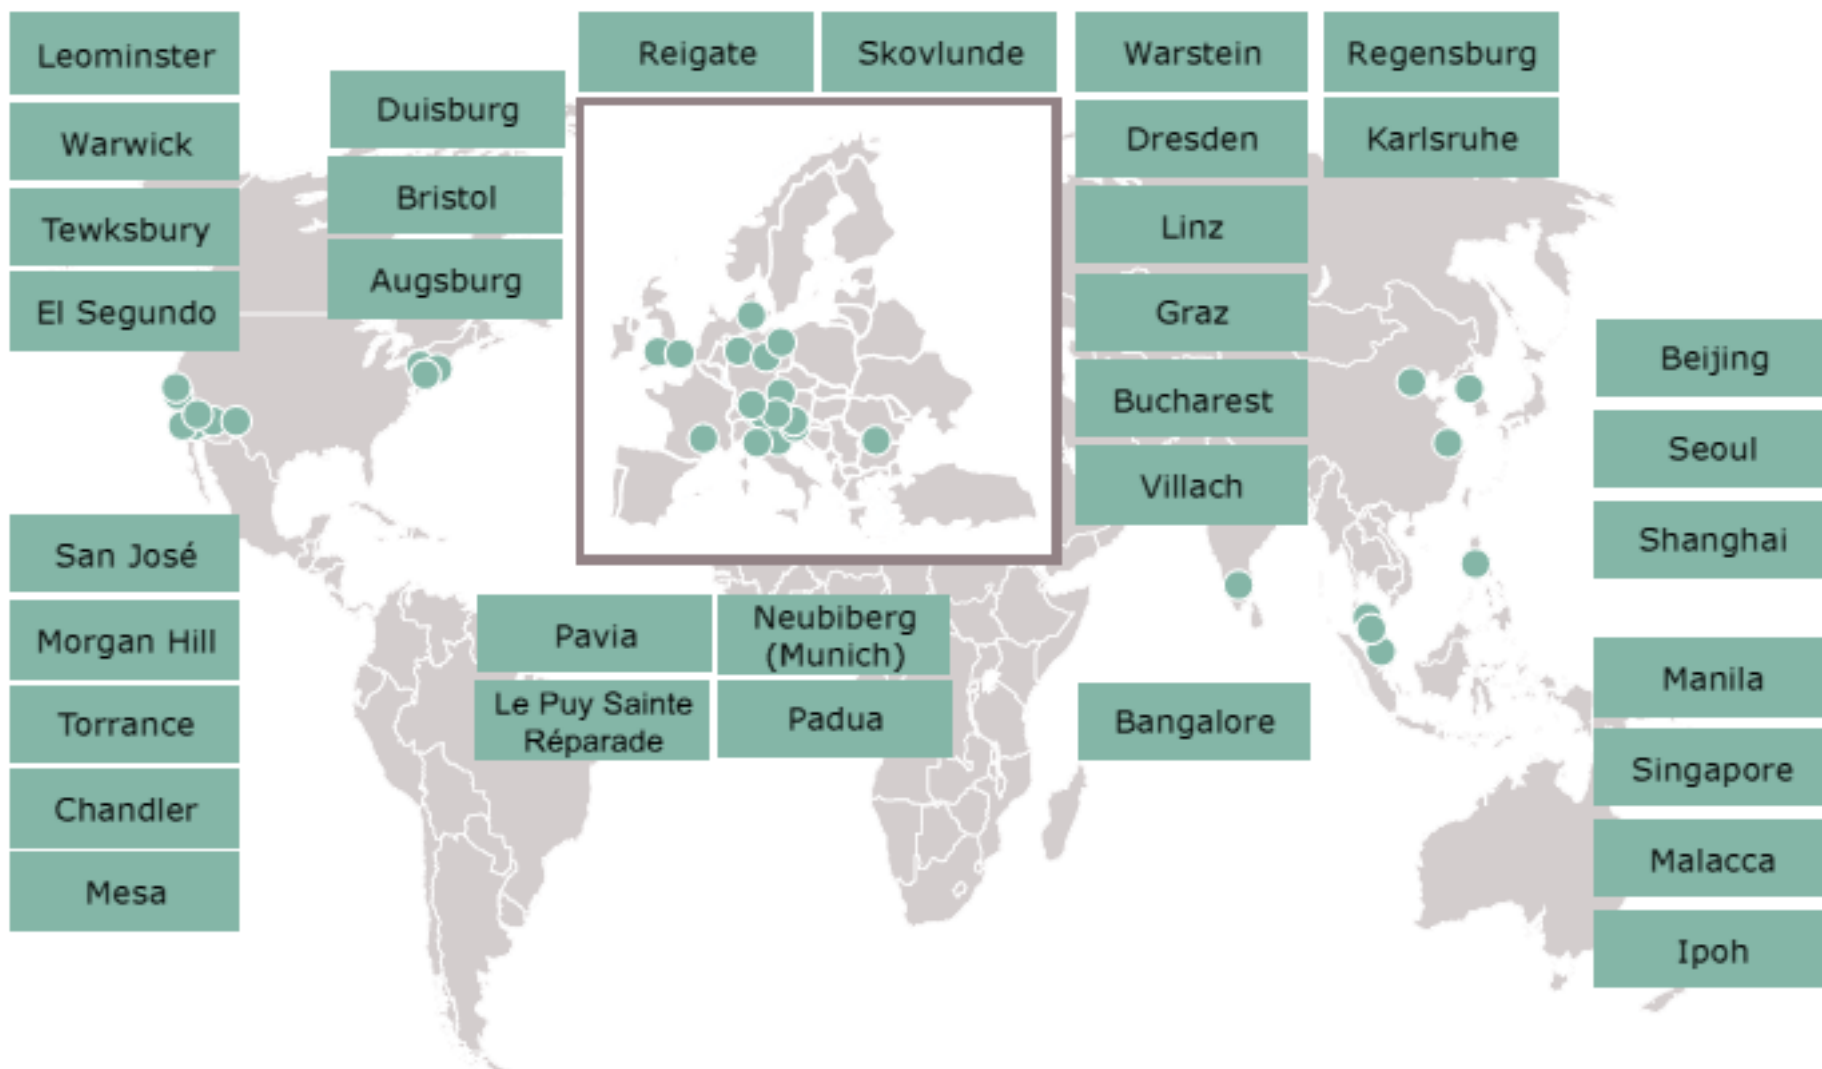 Leominster
Warwick
Tewksbury
El Segundo
Duisburg
Bristol
Augsburg
Reigate
Skovlunde
Warstein
Regensburg
Dresden
Karlsruhe
Linz
Graz
Bucharest
Villach
Beijing
Seoul
Shanghai
San José
Morgan Hill
Torrance
Chandler
Mesa
Pavia
Neubiberg
(Munich)
Le Puy Sainte
Réparade
Padua
Bangalore
Manila
Singapore
Malacca
Ipoh